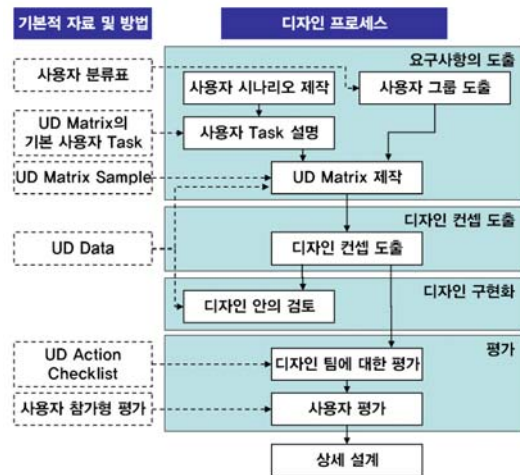 기본적 자료 및 방법
디자인 프로세스
요구사항의 도출
사용자 분류표
사용자 시나리오 제작
사용자 그룹 도출
UD Matrix의
기본 사용자 Task
사용자 Task 설명
UD Matrix Sample
UD Matrix 제작
디자인 컨셉 도출
UD Data
디자인 컨셉 도출
디자인 구현화
디자인 안의 검토
평가
UD Action
Checklist
디자인 팀에 대한 평가
사용자 참가형 평가
사용자 평가
상세 설계